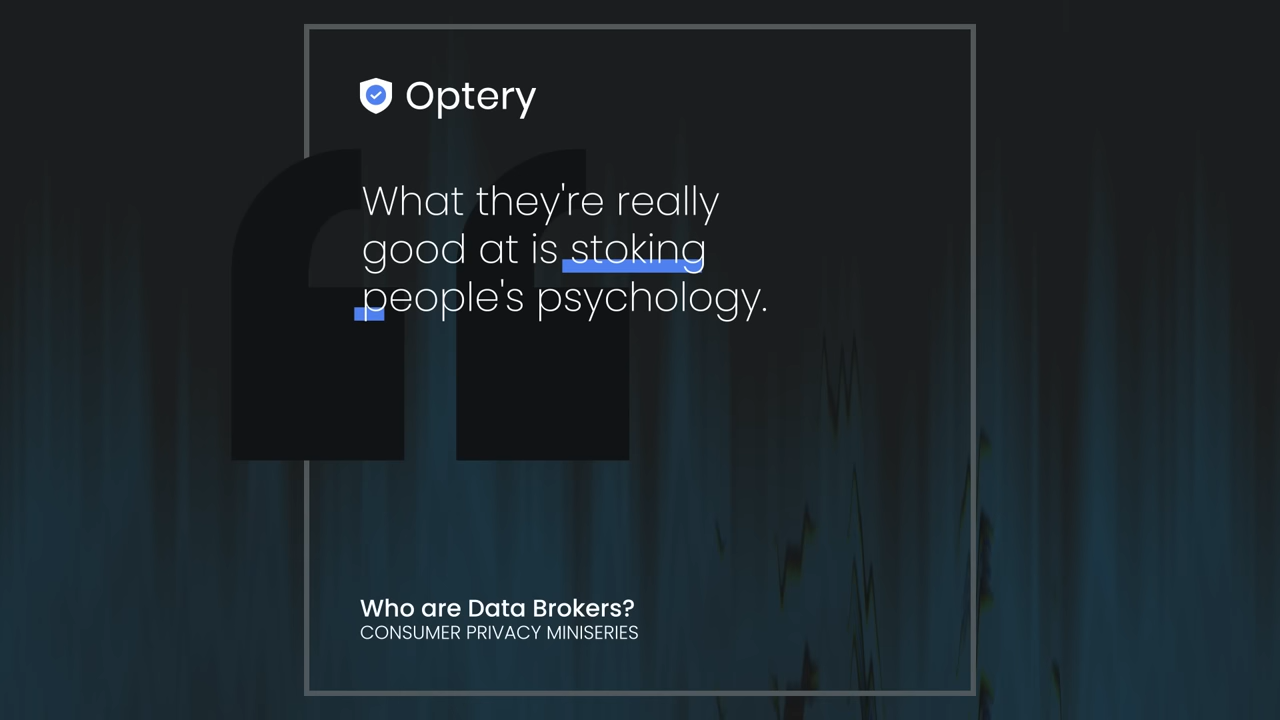 Optery
What they're really
good at is stoking
people's psychology.
Who are Data Brokers?
CONSUMER PRIVACY MINISERIES